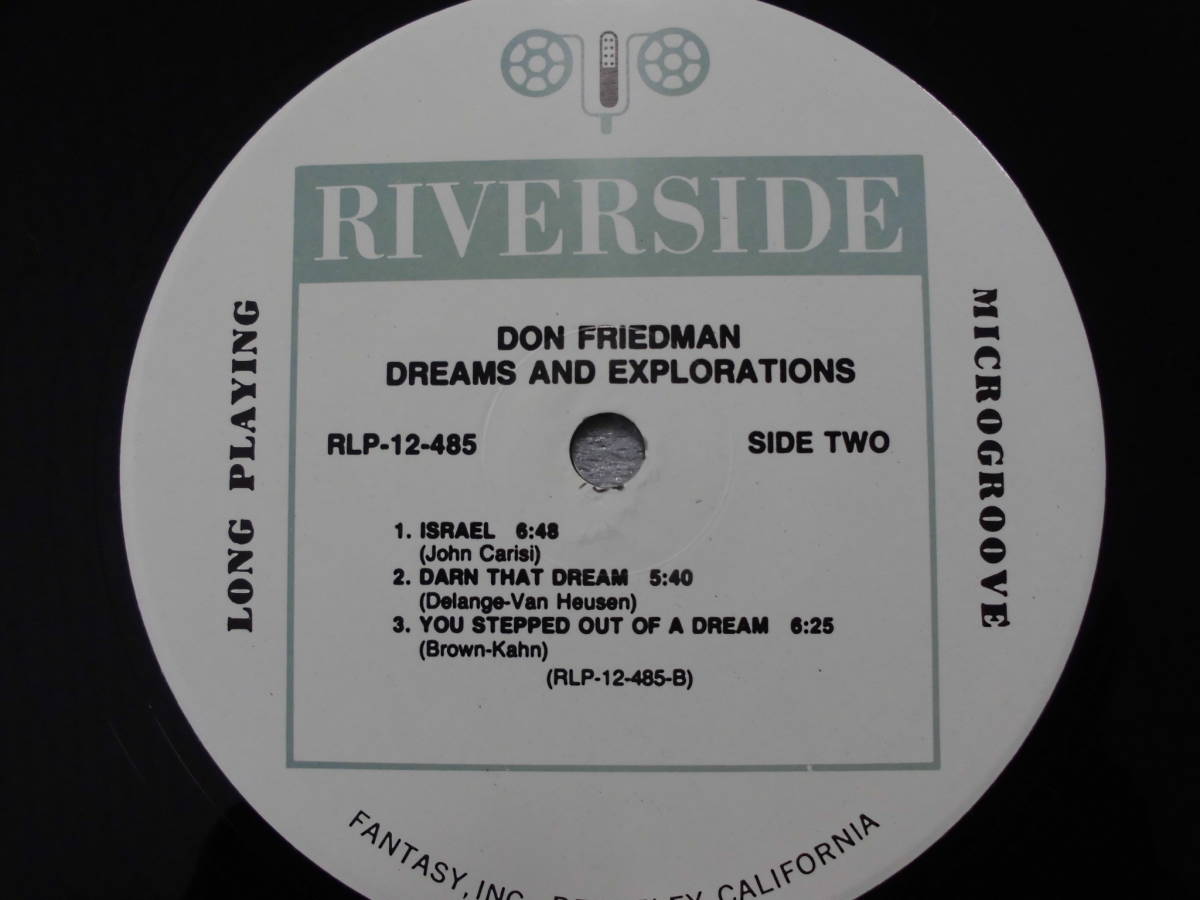 RIVERSIDE
LONG PLAYING
MICROGROOVE
DON FRIEDMAN
DREAMS AND EXPLORATIONS
RLP-12-485 SIDE TWO
1. ISRAEL 6:48
(John Carisi)
2. DARN THAT DREAM 5:40
(Delange-Van Heusen)
3. YOU STEPPED OUT OF A DREAM 6:25
(Brown-Kahn)
(RLP-12-485-B)
FANTASY, INC. BERKELEY CALIFORNIA